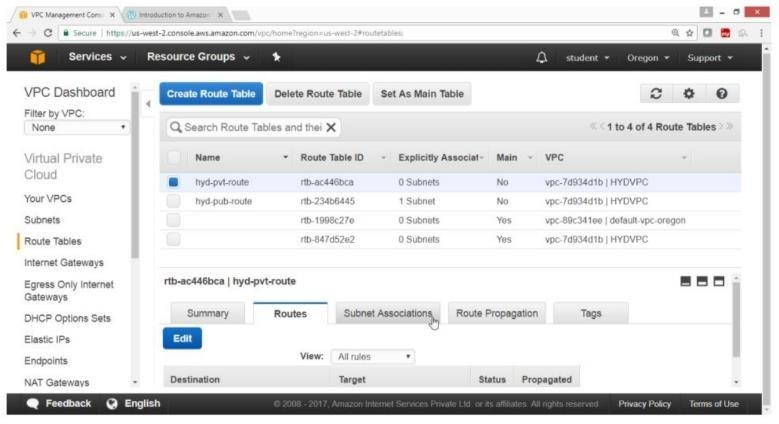 VPC Management Conso
Introduction to Amazon
Secure | https://us-west-2.console.aws.amazon.com/vpc/home?region=us-west-2#routetables:
Services
Resource Groups
student
Oregon
Support
VPC Dashboard
Filter by VPC:
None
Virtual Private
Cloud
Your VPCs
Subnets
Route Tables
Internet Gateways
Egress Only Internet
Gateways
DHCP Options Sets
Elastic IPs
Endpoints
NAT Gateways
Create Route Table
Delete Route Table
Set As Main Table
Search Route Tables and thei
1 to 4 of 4 Route Tables
Name Route Table ID Explicitly Associat Main VPC
hyd-pvt-route rtb-ac446bca 0 Subnets No vpc-7d934d1b | HYDVPC
hyd-pub-route rtb-234b6445 1 Subnet No vpc-7d934d1b | HYDVPC
rtb-1998c27e 0 Subnets Yes vpc-89c341ee | default-vpc-oregon
rtb-847d52e2 0 Subnets Yes vpc-7d934d1b | HYDVPC
rtb-ac446bca | hyd-pvt-route
Summary
Routes
Subnet Associations
Route Propagation
Tags
Edit
View: All rules
Destination Target Status Propagated
Feedback
English
© 2008 - 2017, Amazon Internet Services Private Ltd. or its affiliates. All rights reserved.
Privacy Policy
Terms of Use